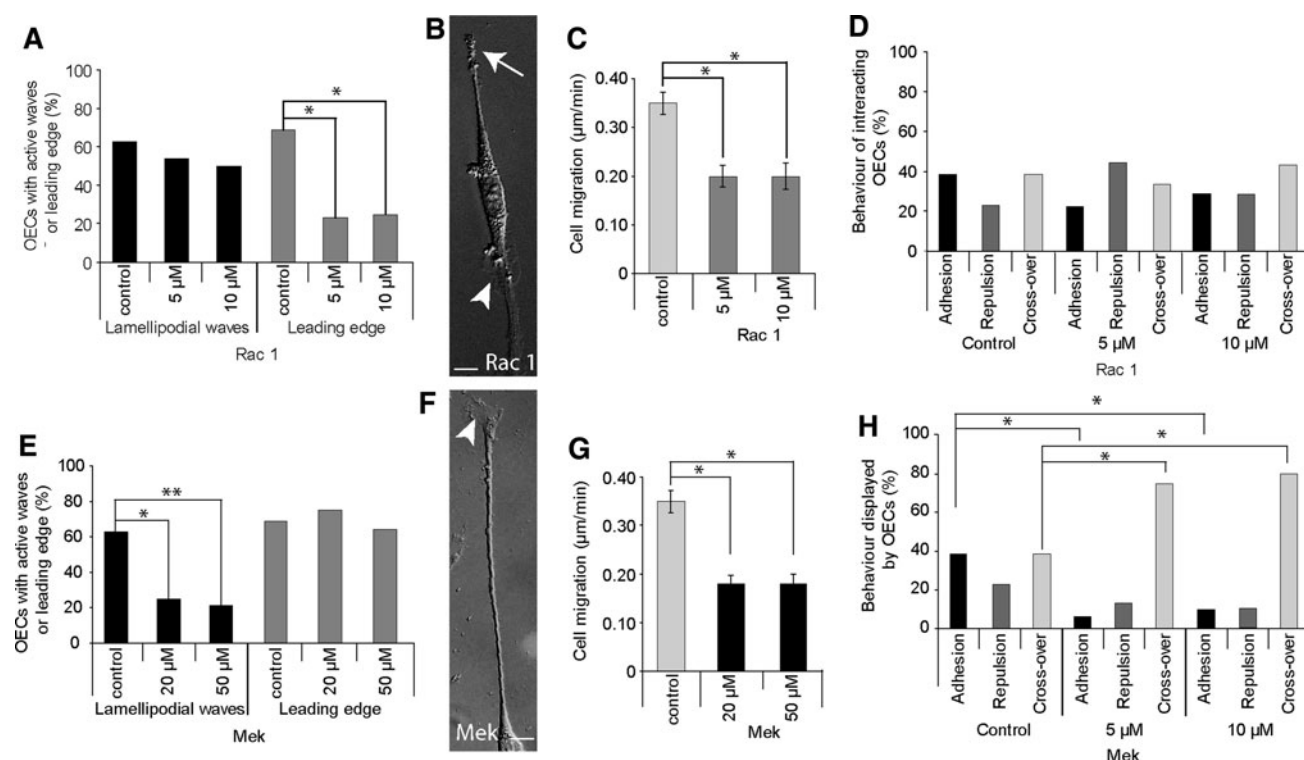 A
OECs with active waves
or leading edge (%)
100
80
60
40
20
0
control
5 µM
10 µM
control
5 µM
10 µM
Lamellipodial waves
Leading edge
Rac 1
*
*
B
Rac 1
C
Cell migration (µm/min)
0.40
0.30
0.20
0.10
0
control
5 µM
10 µM
Rac 1
*
*
D
Behaviour of intreracting
OECs (%)
100
80
60
40
20
0
Adhesion
Repulsion
Cross-over
Adhesion
Repulsion
Cross-over
Adhesion
Repulsion
Cross-over
Control
5 µM
10 µM
Rac 1
E
OECs with active waves
or leading edge (%)
100
80
60
40
20
0
control
20 µM
50 µM
control
20 µM
50 µM
Lamellipodial waves
Leading edge
Mek
**
*
F
Mek
G
Cell migration (µm/min)
0.40
0.30
0.20
0.10
0
control
20 µM
50 µM
Mek
*
*
H
Behaviour displayed
by OECs (%)
100
80
60
40
20
0
Adhesion
Repulsion
Cross-over
Adhesion
Repulsion
Cross-over
Adhesion
Repulsion
Cross-over
Control
5 µM
10 µM
Mek
*
*
*
*